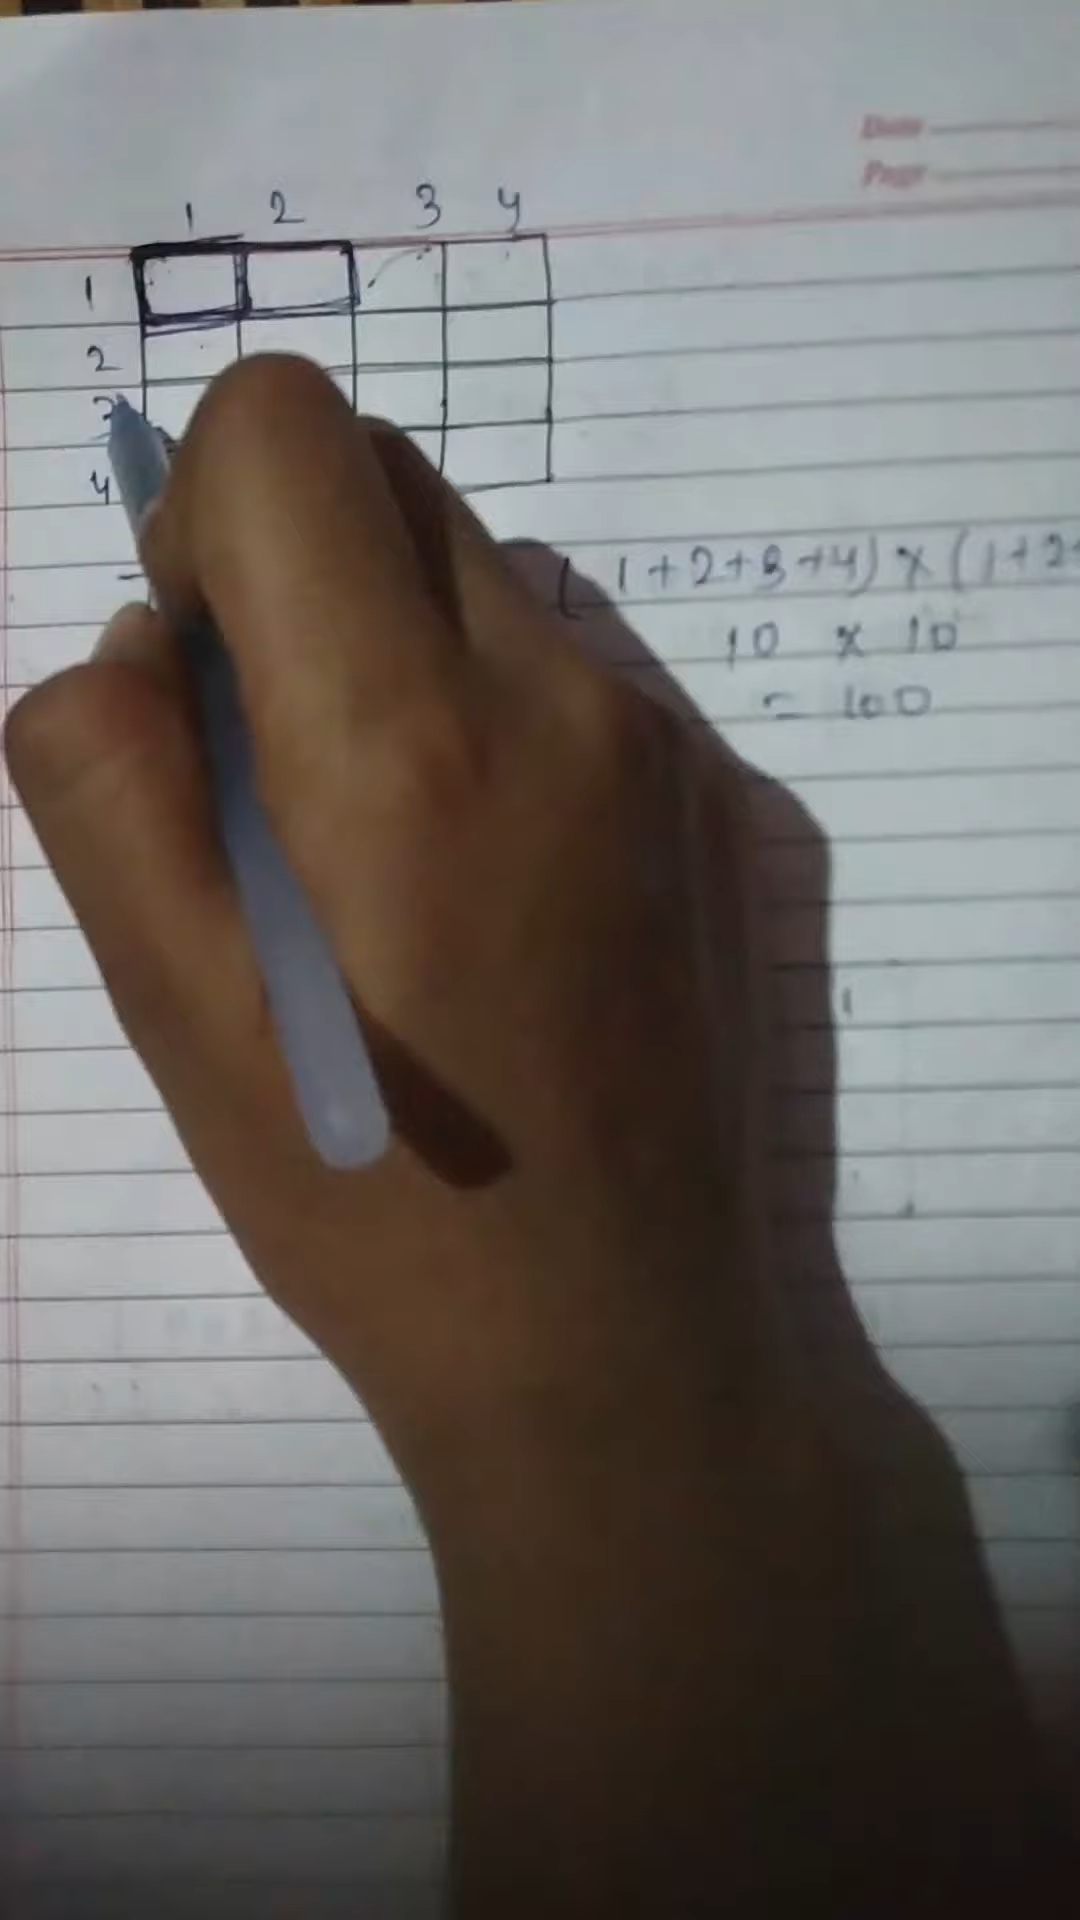 Date
Page
1 2 3 4
1
2
3
4
( 1+2+3+4) × (1+2+
10 × 10
= 100
1